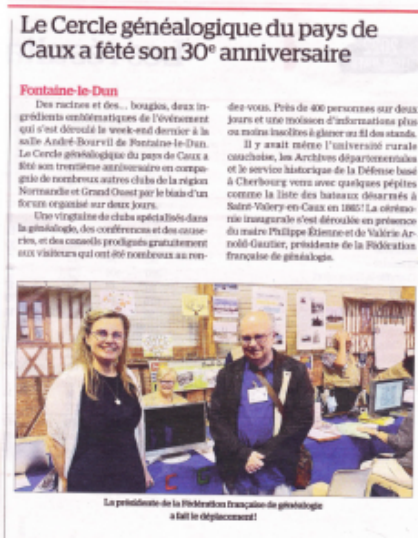 Le Cercle généalogique du pays de
Caux a fêté son 30e anniversaire
Fontaine-le-Dun
Des racines et des... bougies, deux in-
grédients emblématiques de l'événement
qui s'est déroulé le week-end dernier à la
salle André-Bourvil de Fontaine-le-Dun.
Le Cercle généalogique du pays de Caux a
fêté son trentième anniversaire en compa-
gnie de nombreux autres clubs de la région
Normandie et Grand Ouest par le biais d'un
forum organisé sur deux jours.
Une vingtaine de clubs spécialisés dans
la généalogie, des conférences et des cause-
ries, et des conseils prodigués gratuitement
aux visiteurs qui ont été nombreux au ren-
dez-vous. Près de 400 personnes sur deux
jours et une moisson d'informations plus
ou moins insolites à glaner au fil des stands.
Il y avait même l'université rurale
cauchoise, les Archives départementales
et le service historique de la Défense basé
à Cherbourg venu avec quelques pépites
comme la liste des bateaux désarmés à
Saint-Valery-en-Caux en 1885! La cérémo-
nie inaugurale s'est déroulée en présence
du maire Philippe Étienne et de Valérie Ar-
nold-Gautier, présidente de la Fédération
française de généalogie.
La présidente de la Fédération française de généalogie
a fait le déplacement!